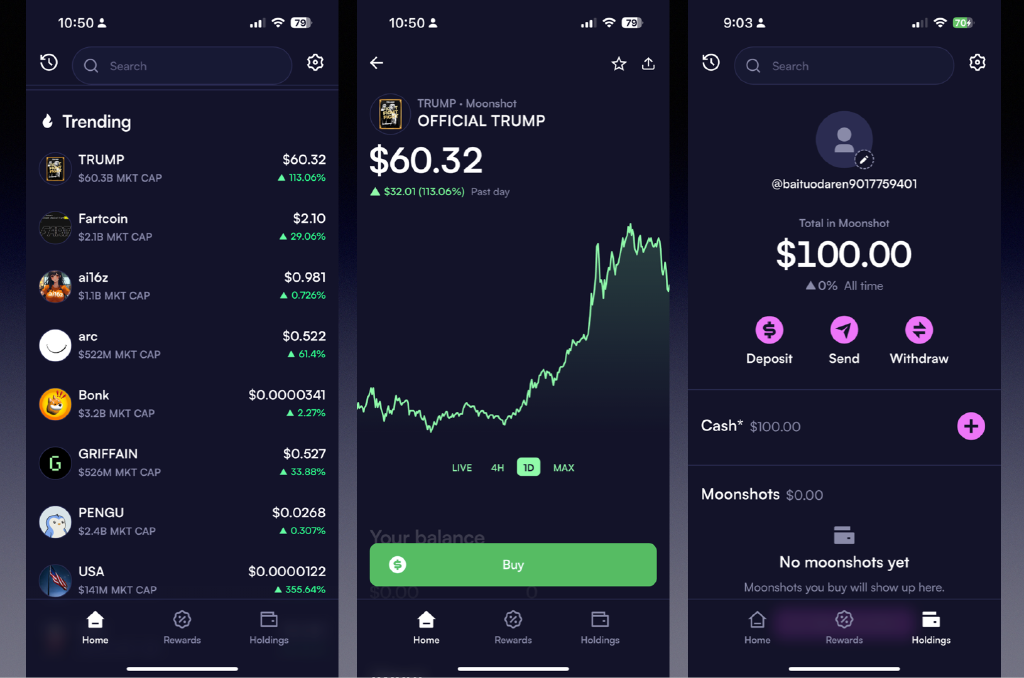 10:50
79
Search
Trending
TRUMP
$60.32
$60.3B MKT CAP
▲ 113.06%
Fartcoin
$2.10
$2.1B MKT CAP
▲ 29.06%
ai16z
$0.981
$1.1B MKT CAP
▲ 0.726%
arc
$0.522
$522M MKT CAP
▲ 61.4%
Bonk
$0.0000341
$3.2B MKT CAP
▲ 2.27%
GRIFFAIN
$0.527
$526M MKT CAP
▲ 33.88%
PENGU
$0.0268
$2.4B MKT CAP
▲ 0.307%
USA
$0.0000122
$141M MKT CAP
▲ 355.64%
Home
Rewards
Holdings
10:50
79
TRUMP • Moonshot
OFFICIAL TRUMP
$60.32
▲ $32.01 (113.06%) Past day
LIVE 4H 1D MAX
Your balance
Buy
$0.00
0
Home
Rewards
Holdings
9:03
70
Search
@baituodaren9017759401
Total in Moonshot
$100.00
▲0% All time
Deposit
Send
Withdraw
Cash* $100.00
Moonshots $0.00
No moonshots yet
Moonshots you buy will show up here.
Home
Rewards
Holdings